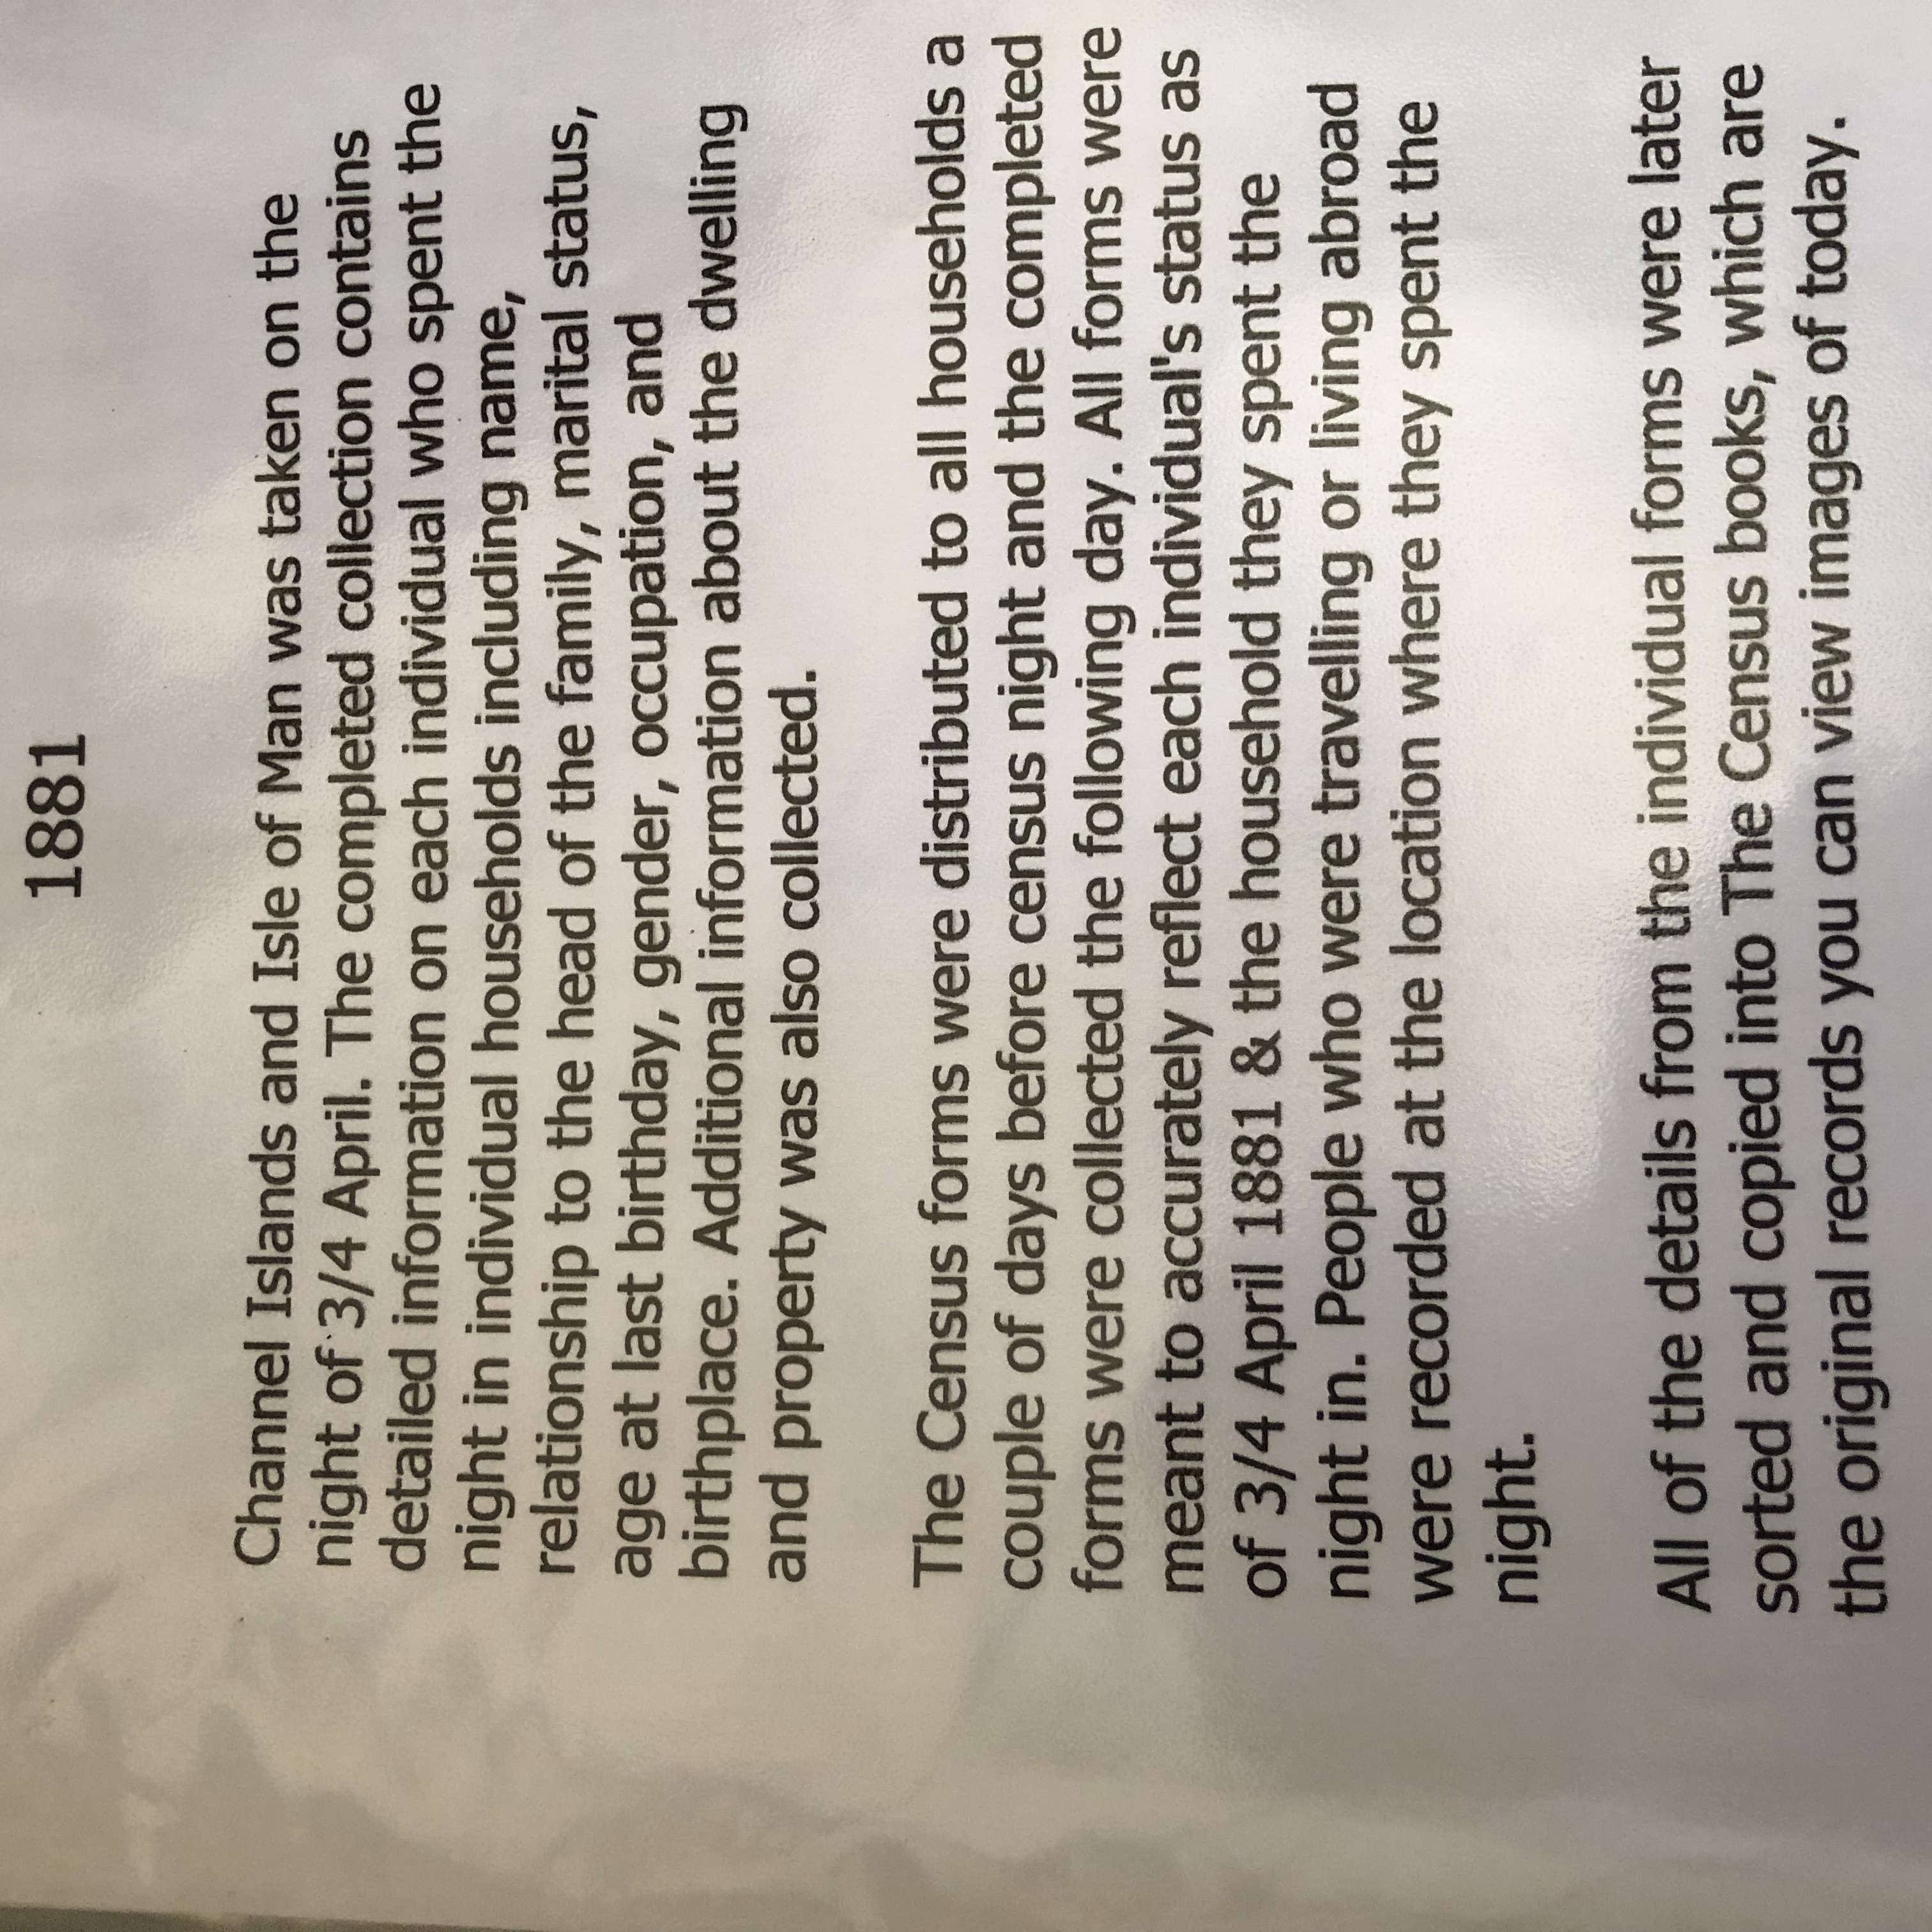 1881
Channel Islands and Isle of Man was taken on the
night of 3/4 April. The completed collection contains
detailed information on each individual who spent the
night in individual households including name,
relationship to the head of the family, marital status,
age at last birthday, gender, occupation, and
birthplace. Additional information about the dwelling
and property was also collected.
The Census forms were distributed to all households a
couple of days before census night and the completed
forms were collected the following day. All forms were
meant to accurately reflect each individual's status as
of 3/4 April 1881 & the household they spent the
night in. People who were travelling or living abroad
were recorded at the location where they spent the
night.
All of the details from the individual forms were later
sorted and copied into The Census books, which are
the original records you can view images of today.